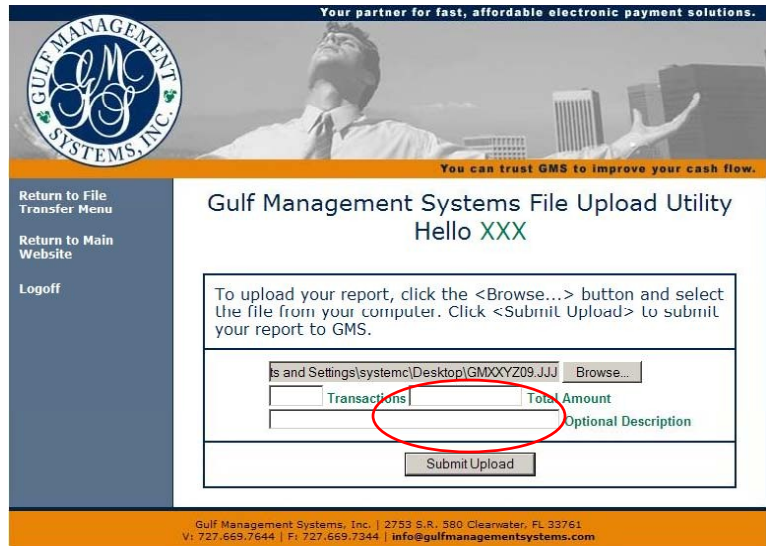 Your partner for fast, affordable electronic payment solutions.
GULF MANAGEMENT
SYSTEMS, INC.
GMS
You can trust GMS to improve your cash flow.
Return to File
Transfer Menu
Return to Main
Website
Logoff
Gulf Management Systems File Upload Utility
Hello XXX
To upload your report, click the <Browse...> button and select
the file from your computer. Click <Submit Upload> to submit
your report to GMS.
ts and Settings\systemc\Desktop\GMXXYZ09.JJJ Browse...
Transactions Total Amount
Optional Description
Submit Upload
Gulf Management Systems, Inc. | 2753 S.R. 580 Clearwater, FL 33761
V: 727.669.7644 | F: 727.669.7344 | info@gulfmanagementsystems.com